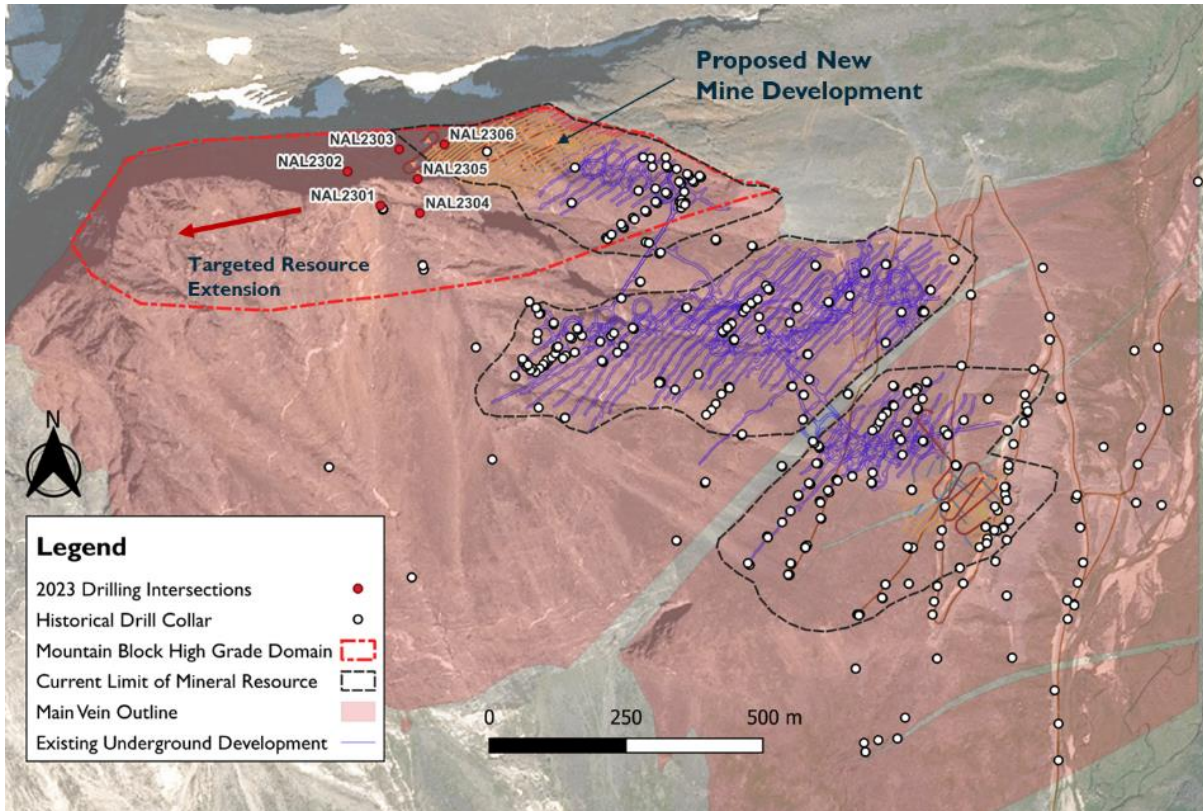 Proposed New
Mine Development
NAL2303
NAL2306
NAL2302
NAL2305
NAL2301
NAL2304
Targeted Resource
Extension
N
Legend
2023 Drilling Intersections
Historical Drill Collar
Mountain Block High Grade Domain
Current Limit of Mineral Resource
Main Vein Outline
Existing Underground Development
0 250 500 m